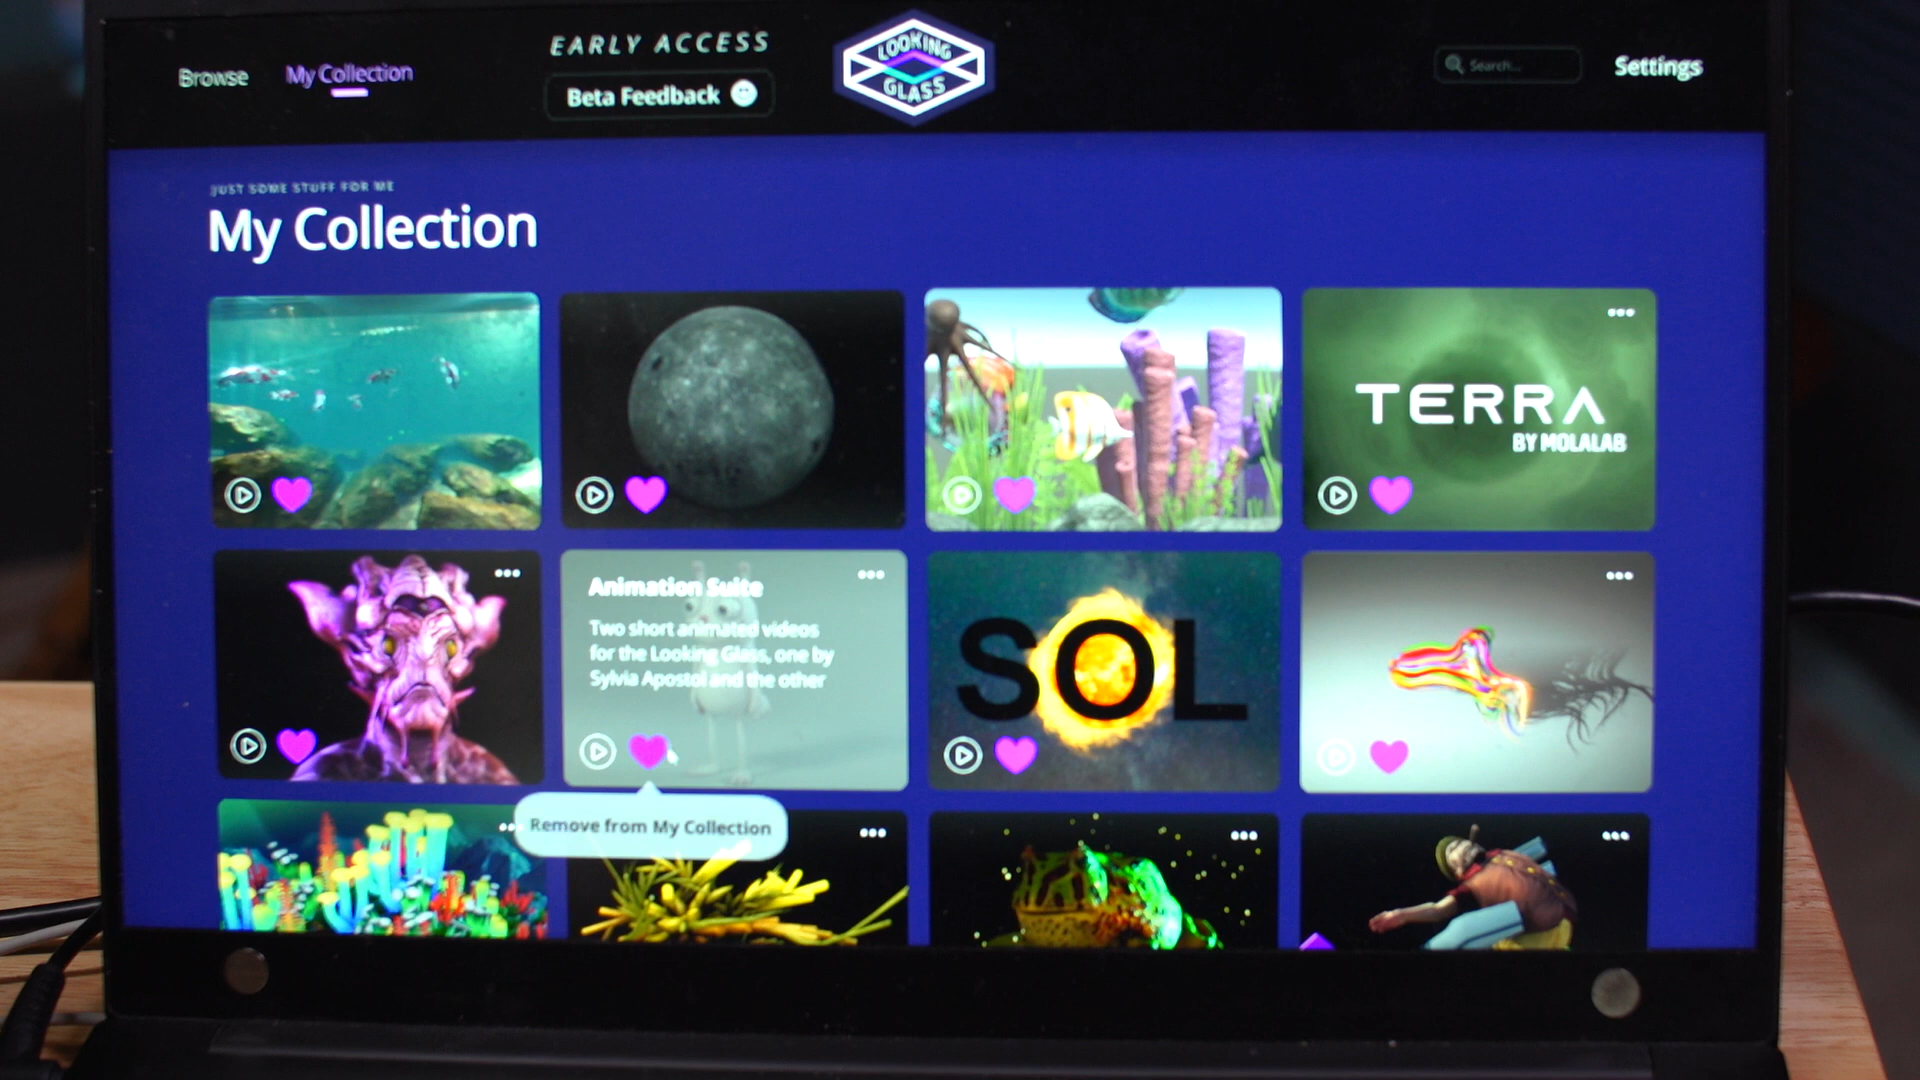 Browse
My Collection
EARLY ACCESS
Beta Feedback
LOOKING
GLASS
Search...
Settings
JUST SOME STUFF FOR ME
My Collection
TERRA
BY MOLALAB
Animation Suite
Two short animated videos
for the Looking Glass, one by
Sylvia Apostol and the other
SOL
Remove from My Collection